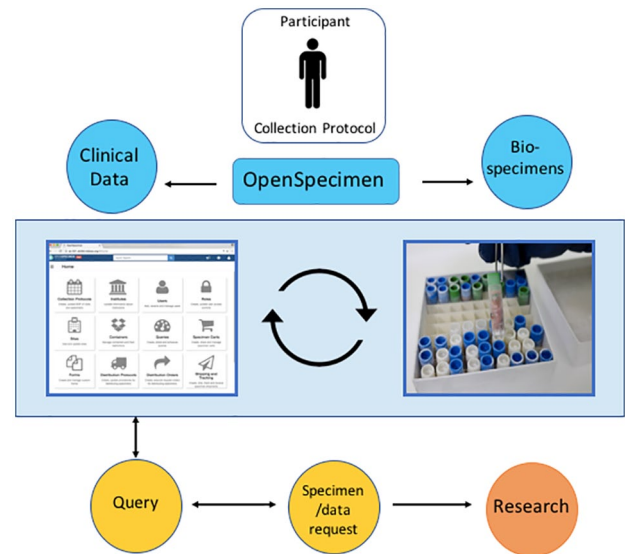 Participant
Collection Protocol
Clinical
Data
OpenSpecimen
Bio-
specimens
Home
Collection Protocols
Institutes
Users
Roles
Sites
Containers
Queries
Specimen Carts
Forms
Distribution Protocols
Distribution Orders
Shipping and
Tracking
Query
Specimen
/data
request
Research